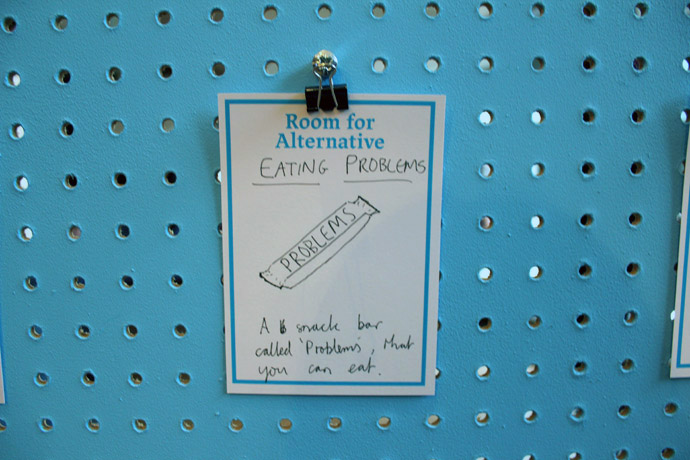 Room for
Alternative
EATING PROBLEMS
PROBLEMS
A snack bar
called 'Problems', that
you can eat.